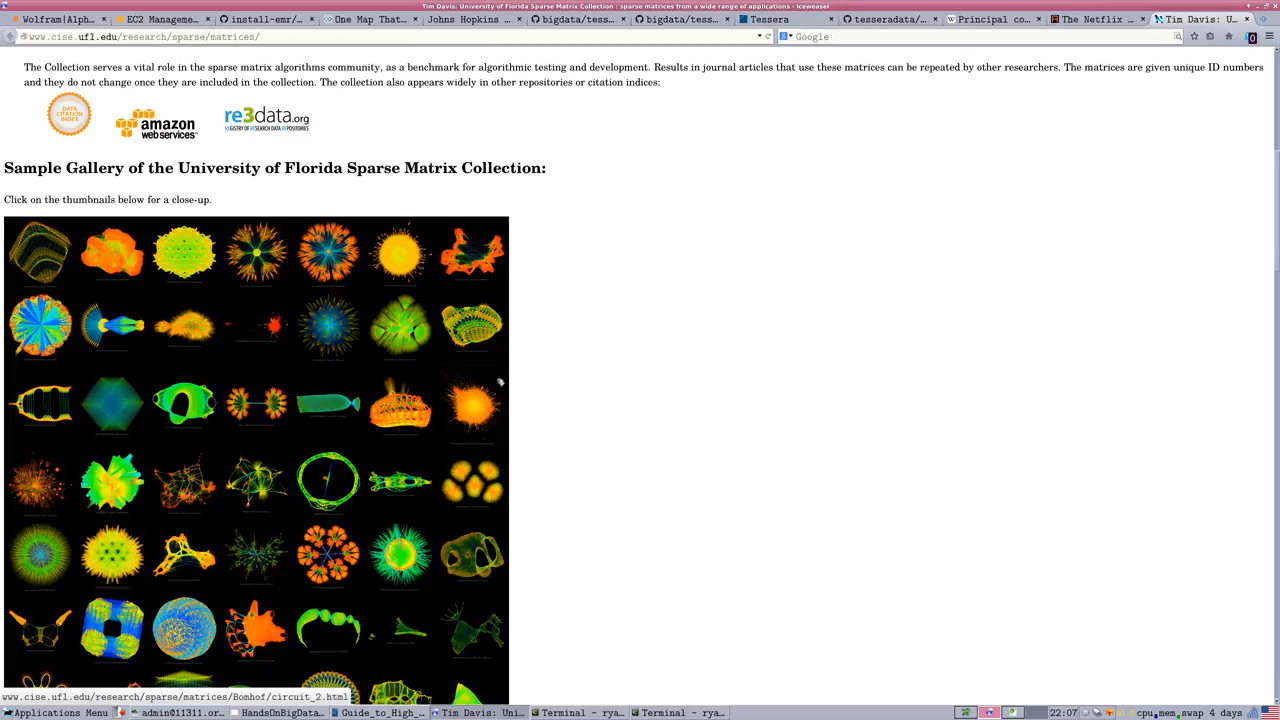 Tim Davis: University of Florida Sparse Matrix Collection : sparse matrices from a wide range of applications - Iceweasel
Wolfram|Alph... EC2 Manageme... install-emr/... One Map That... Johns Hopkins ... bigdata/tess... bigdata/tess... Tessera tesseradata/... Principal co... The Netflix ... Tim Davis: U...
www.cise.ufl.edu/research/sparse/matrices/ Google
The Collection serves a vital role in the sparse matrix algorithms community, as a benchmark for algorithmic testing and development. Results in journal articles that use these matrices can be repeated by other researchers. The matrices are given unique ID numbers
and they do not change once they are included in the collection. The collection also appears widely in other repositories or citation indices:
DATA
CITATION
INDEX
amazon
webservices
re3data.org
REGISTRY OF RESEARCH DATA REPOSITORIES
Sample Gallery of the University of Florida Sparse Matrix Collection:
Click on the thumbnails below for a close-up.
www.cise.ufl.edu/research/sparse/matrices/Bomhof/circuit_2.html
Applications Menu admin@11311.or... HandsOnBigData... Guide_to_High_... Tim Davis: Uni... Terminal - rya... Terminal - rya... 22:07 cpu mem swap 4 days